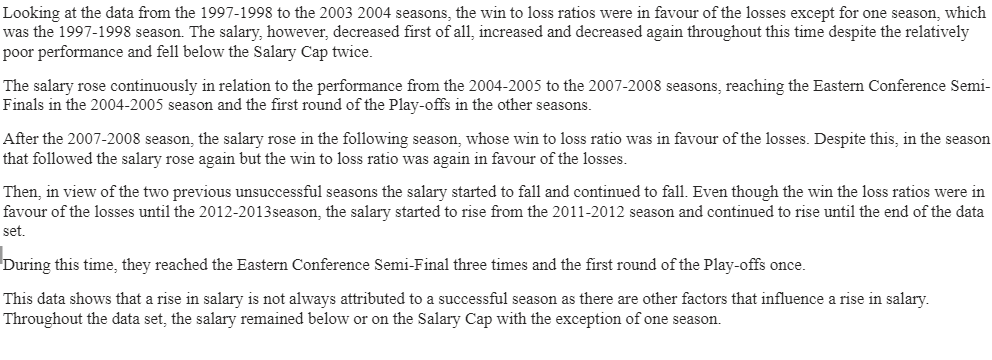 Looking at the data from the 1997-1998 to the 2003 2004 seasons, the win to loss ratios were in favour of the losses except for one season, which
was the 1997-1998 season. The salary, however, decreased first of all, increased and decreased again throughout this time despite the relatively
poor performance and fell below the Salary Cap twice.
The salary rose continuously in relation to the performance from the 2004-2005 to the 2007-2008 seasons, reaching the Eastern Conference Semi-
Finals in the 2004-2005 season and the first round of the Play-offs in the other seasons.
After the 2007-2008 season, the salary rose in the following season, whose win to loss ratio was in favour of the losses. Despite this, in the season
that followed the salary rose again but the win to loss ratio was again in favour of the losses.
Then, in view of the two previous unsuccessful seasons the salary started to fall and continued to fall. Even though the win the loss ratios were in
favour of the losses until the 2012-2013season, the salary started to rise from the 2011-2012 season and continued to rise until the end of the data
set.
During this time, they reached the Eastern Conference Semi-Final three times and the first round of the Play-offs once.
This data shows that a rise in salary is not always attributed to a successful season as there are other factors that influence a rise in salary.
Throughout the data set, the salary remained below or on the Salary Cap with the exception of one season.